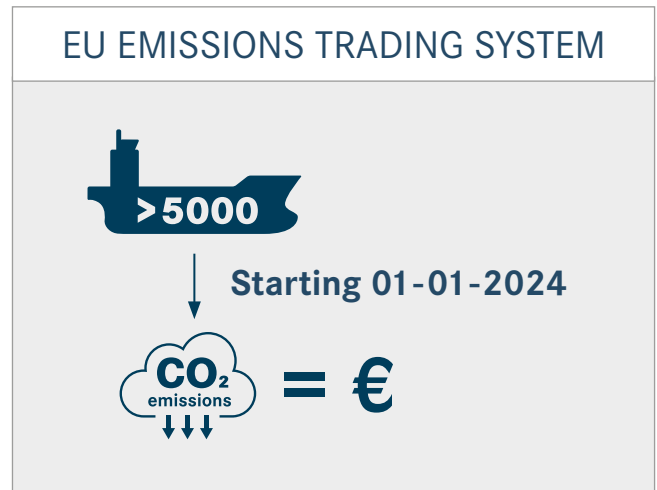 EU EMISSIONS TRADING SYSTEM
>5000
Starting 01-01-2024
CO₂
emissions
= €